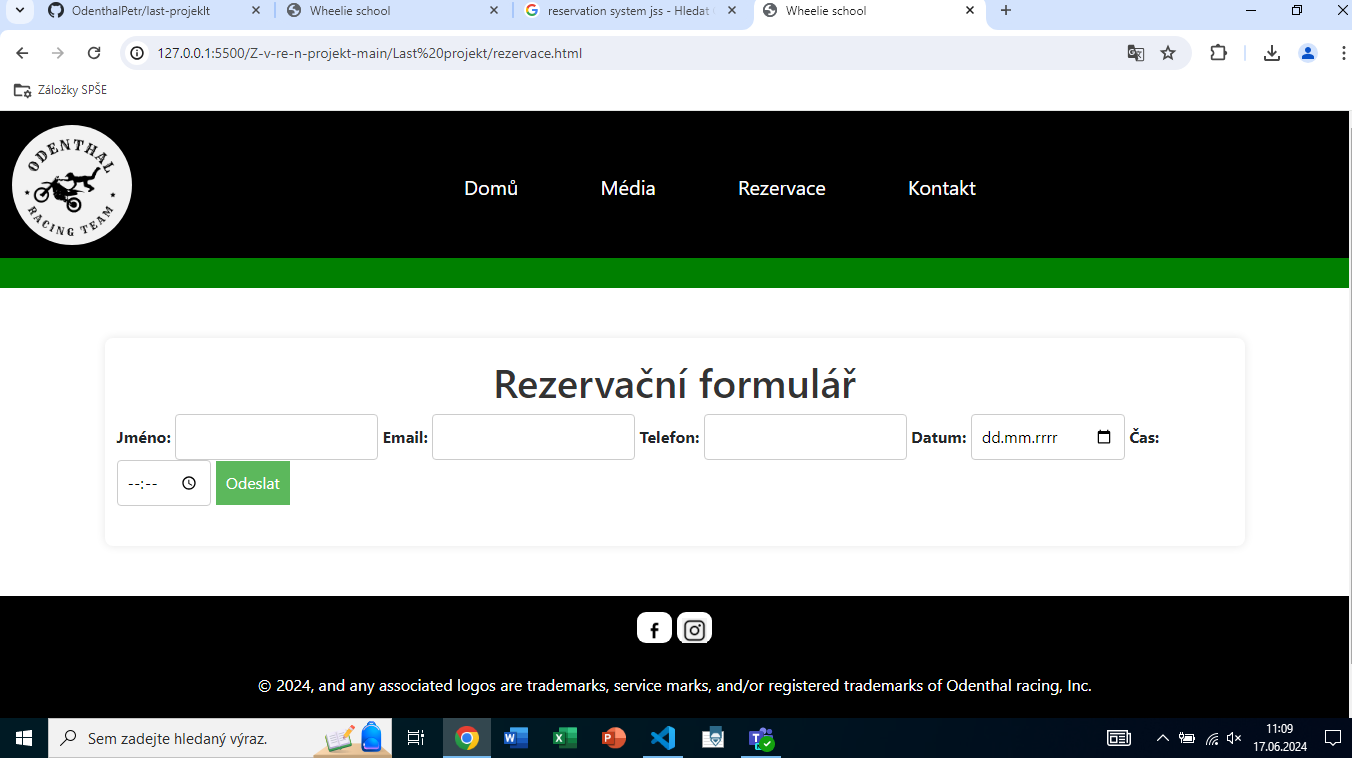 OdenthalPetr/last-projekIt
Wheelie school
reservation system jss - Hledat
Wheelie school
127.0.0.1:5500/Z-v-re-n-projekt-main/Last%20projekt/rezervace.html
Záložky SPŠE
ODENTHAL
RACING TEAM
Domů Média Rezervace Kontakt
Rezervační formulář
Jméno: Email: Telefon: Datum: dd.mm.rrrr Čas:
--:-- Odeslat
© 2024, and any associated logos are trademarks, service marks, and/or registered trademarks of Odenthal racing, Inc.
Sem zadejte hledaný výraz.
11:09
17.06.2024